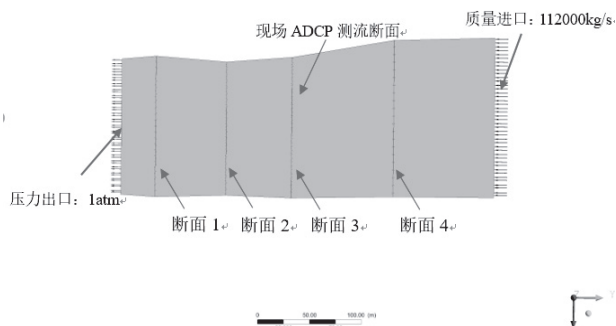 现场 ADCP 测流断面
质量进口：112000kg/s
压力出口：1atm
断面 1
断面 2
断面 3
断面 4
0
50.00
100.00 (m)
Z
Y